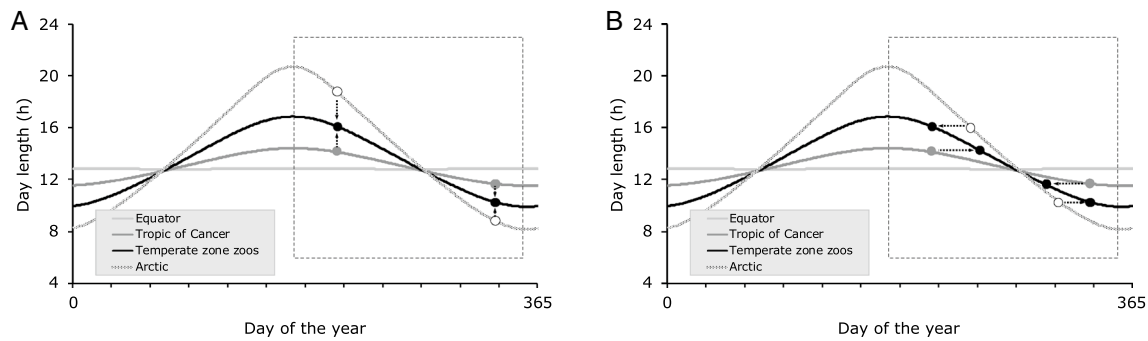 A
24
20
16
12
8
4
Day length (h)
Equator
Tropic of Cancer
Temperate zone zoos
Arctic
0
365
Day of the year
B
24
20
16
12
8
4
Day length (h)
Equator
Tropic of Cancer
Temperate zone zoos
Arctic
0
365
Day of the year